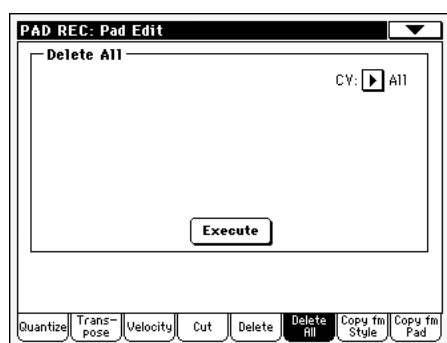 PAD REC: Pad Edit
Delete All
CV: All
Execute
Quantize Trans-pose Velocity Cut Delete Delete All Copy fm Style Copy fm Pad